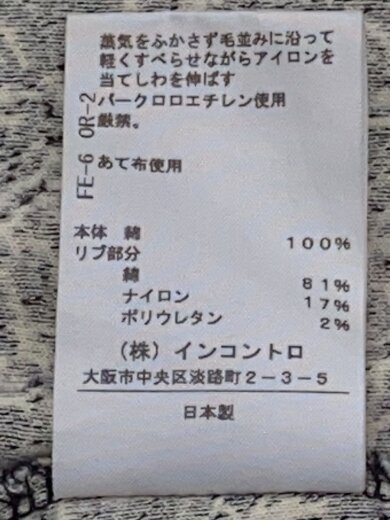 蒸気をふかさず毛並みに沿って
軽くすべらせながらアイロンを
当てしわを伸ばす
OR-2 パークロロエチレン使用
厳禁。
FE-6 あて布使用
本体 綿 100%
リブ部分
綿 81%
ナイロン 17%
ポリウレタン 2%
(株)インコントロ
大阪市中央区淡路町2-3-5
日本製